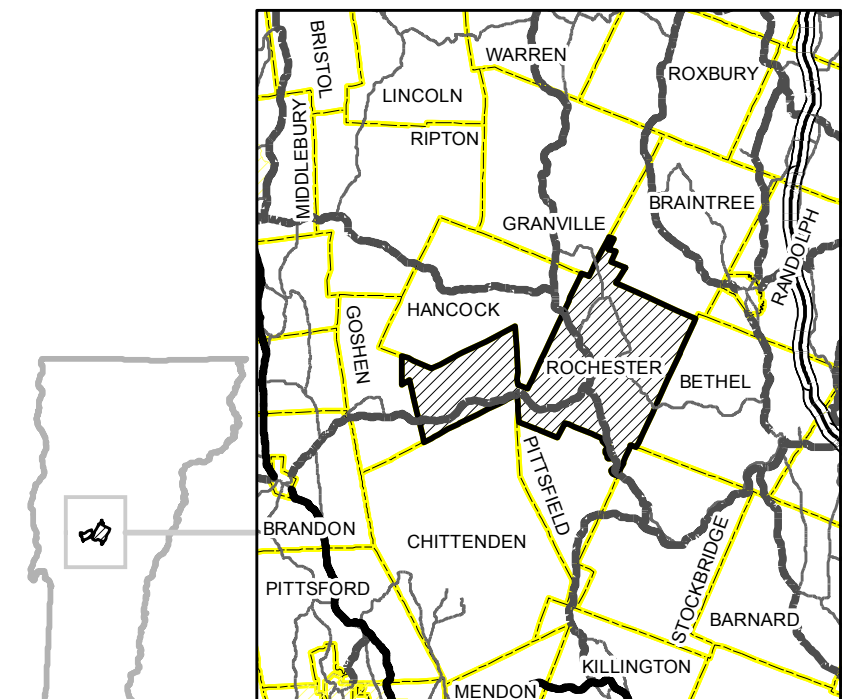 WARREN
BRISTOL
ROXBURY
LINCOLN
MIDDLEBURY
RIPTON
BRAINTREE
GRANVILLE
RANDOLPH
HANCOCK
GOSHEN
ROCHESTER
BETHEL
PITTSFIELD
BRANDON
CHITTENDEN
STOCKBRIDGE
PITTSFORD
BARNARD
KILLINGTON
MENDON